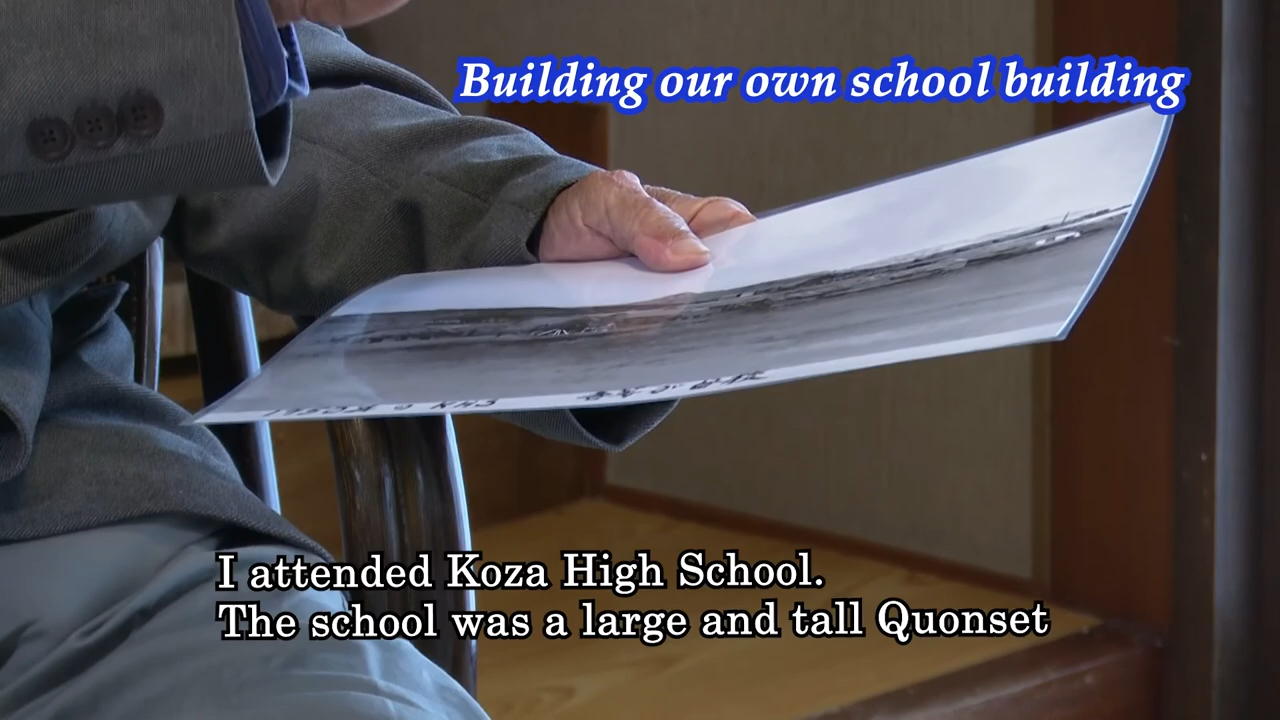 Building our own school building
I attended Koza High School.
The school was a large and tall Quonset